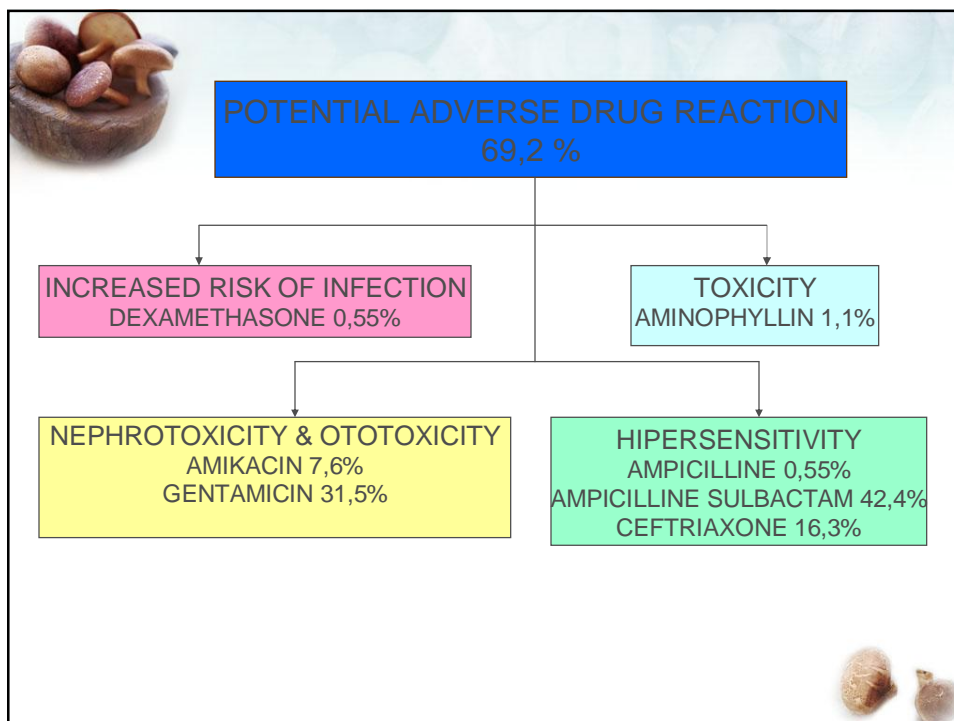 POTENTIAL ADVERSE DRUG REACTION
69,2 %
INCREASED RISK OF INFECTION
DEXAMETHASONE 0,55%
TOXICITY
AMINOPHYLLIN 1,1%
NEPHROTOXICITY & OTOTOXICITY
AMIKACIN 7,6%
GENTAMICIN 31,5%
HIPERSENSITIVITY
AMPICILLINE 0,55%
AMPICILLINE SULBACTAM 42,4%
CEFTRIAXONE 16,3%